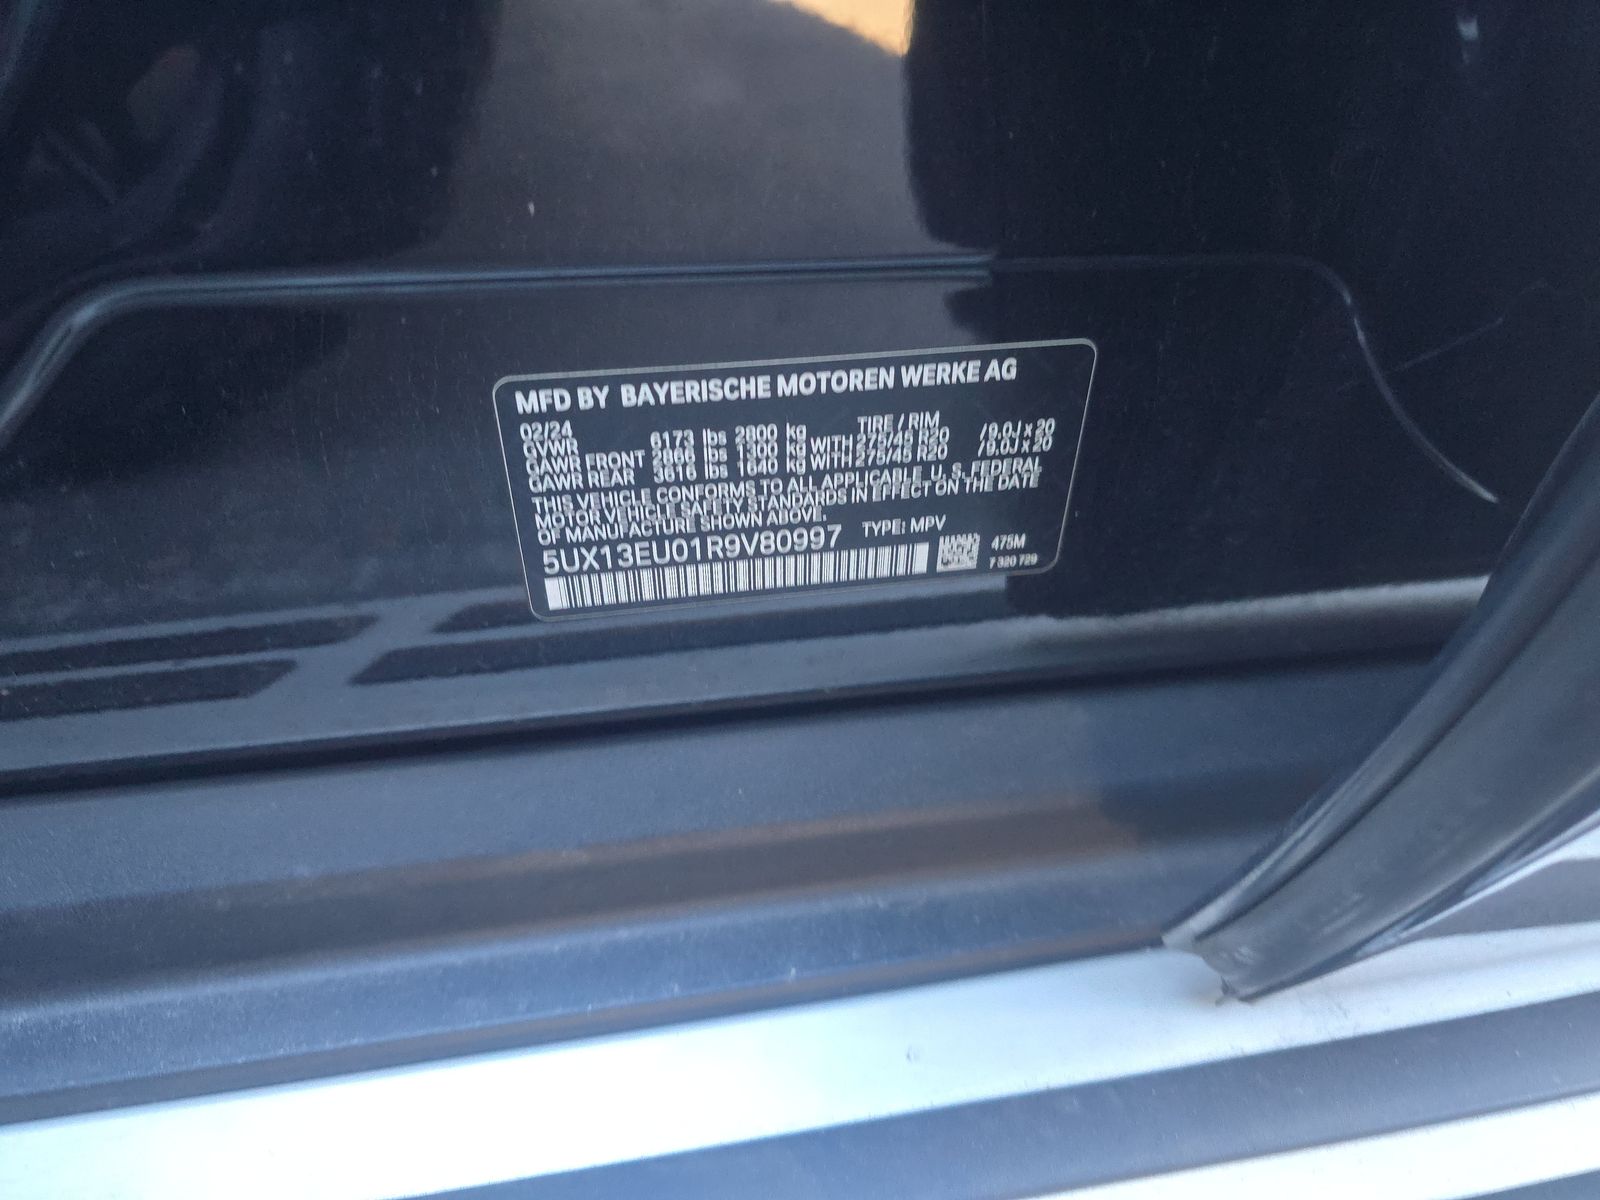 MFD BY BAYERISCHE MOTOREN WERKE AG
02/24 TIRE / RIM
GVWR 6173 lbs 2800 kg
GAWR FRONT 2866 lbs 1300 kg WITH 275/45 R20 /9.0J x 20
GAWR REAR 3616 lbs 1640 kg WITH 275/45 R20 /9.0J x 20
THIS VEHICLE CONFORMS TO ALL APPLICABLE U.S. FEDERAL
MOTOR VEHICLE SAFETY STANDARDS IN EFFECT ON THE DATE
OF MANUFACTURE SHOWN ABOVE.
5UX13EU01R9V80997 TYPE: MPV
475M
7 320 729